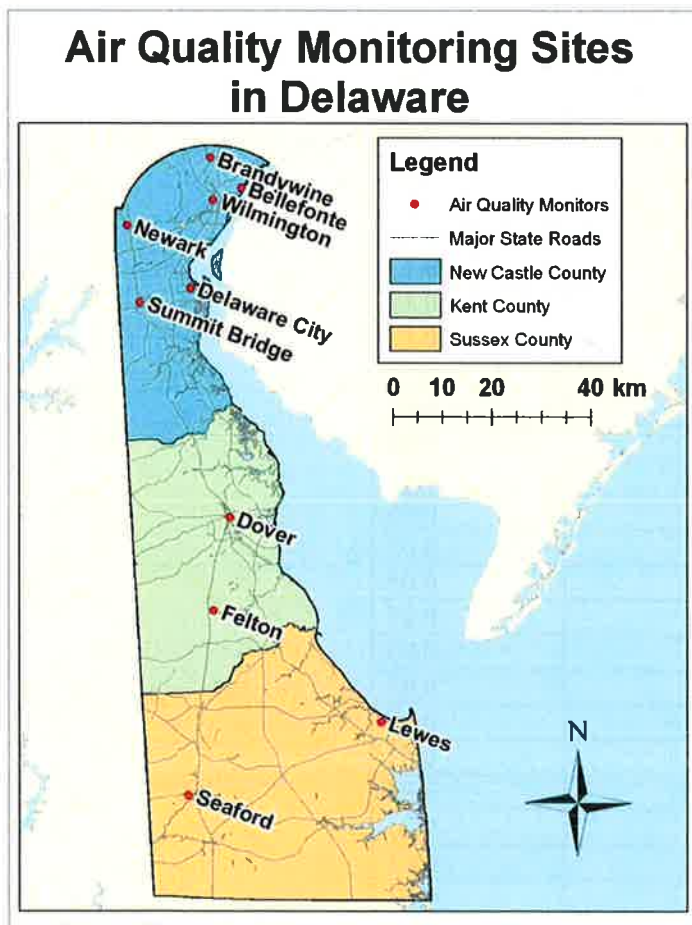 Air Quality Monitoring Sites
in Delaware
Legend
Air Quality Monitors
Major State Roads
New Castle County
Kent County
Sussex County
0 10 20 40 km
Brandywine
Bellefonte
Wilmington
Newark
Delaware City
Summit Bridge
Dover
Felton
Lewes
Seaford
N